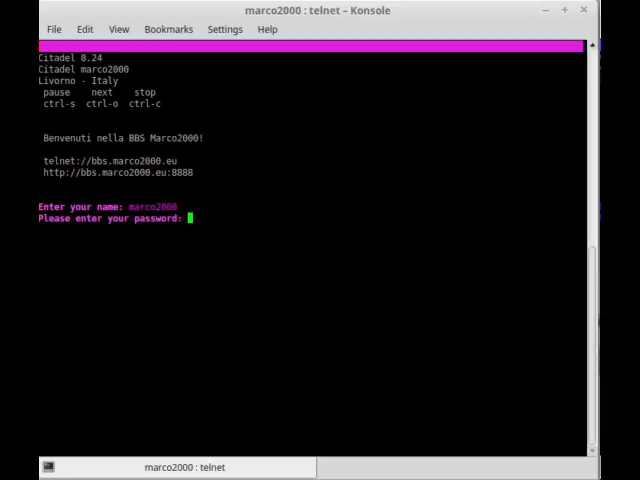 marco2000 : telnet – Konsole
File Edit View Bookmarks Settings Help
Citadel 8.24
Citadel marco2000
Livorno - Italy
pause next stop
ctrl-s ctrl-o ctrl-c
Benvenuti nella BBS Marco2000!
telnet://bbs.marco2000.eu
http://bbs.marco2000.eu:8888
Enter your name: marco2000
Please enter your password:
marco2000 : telnet